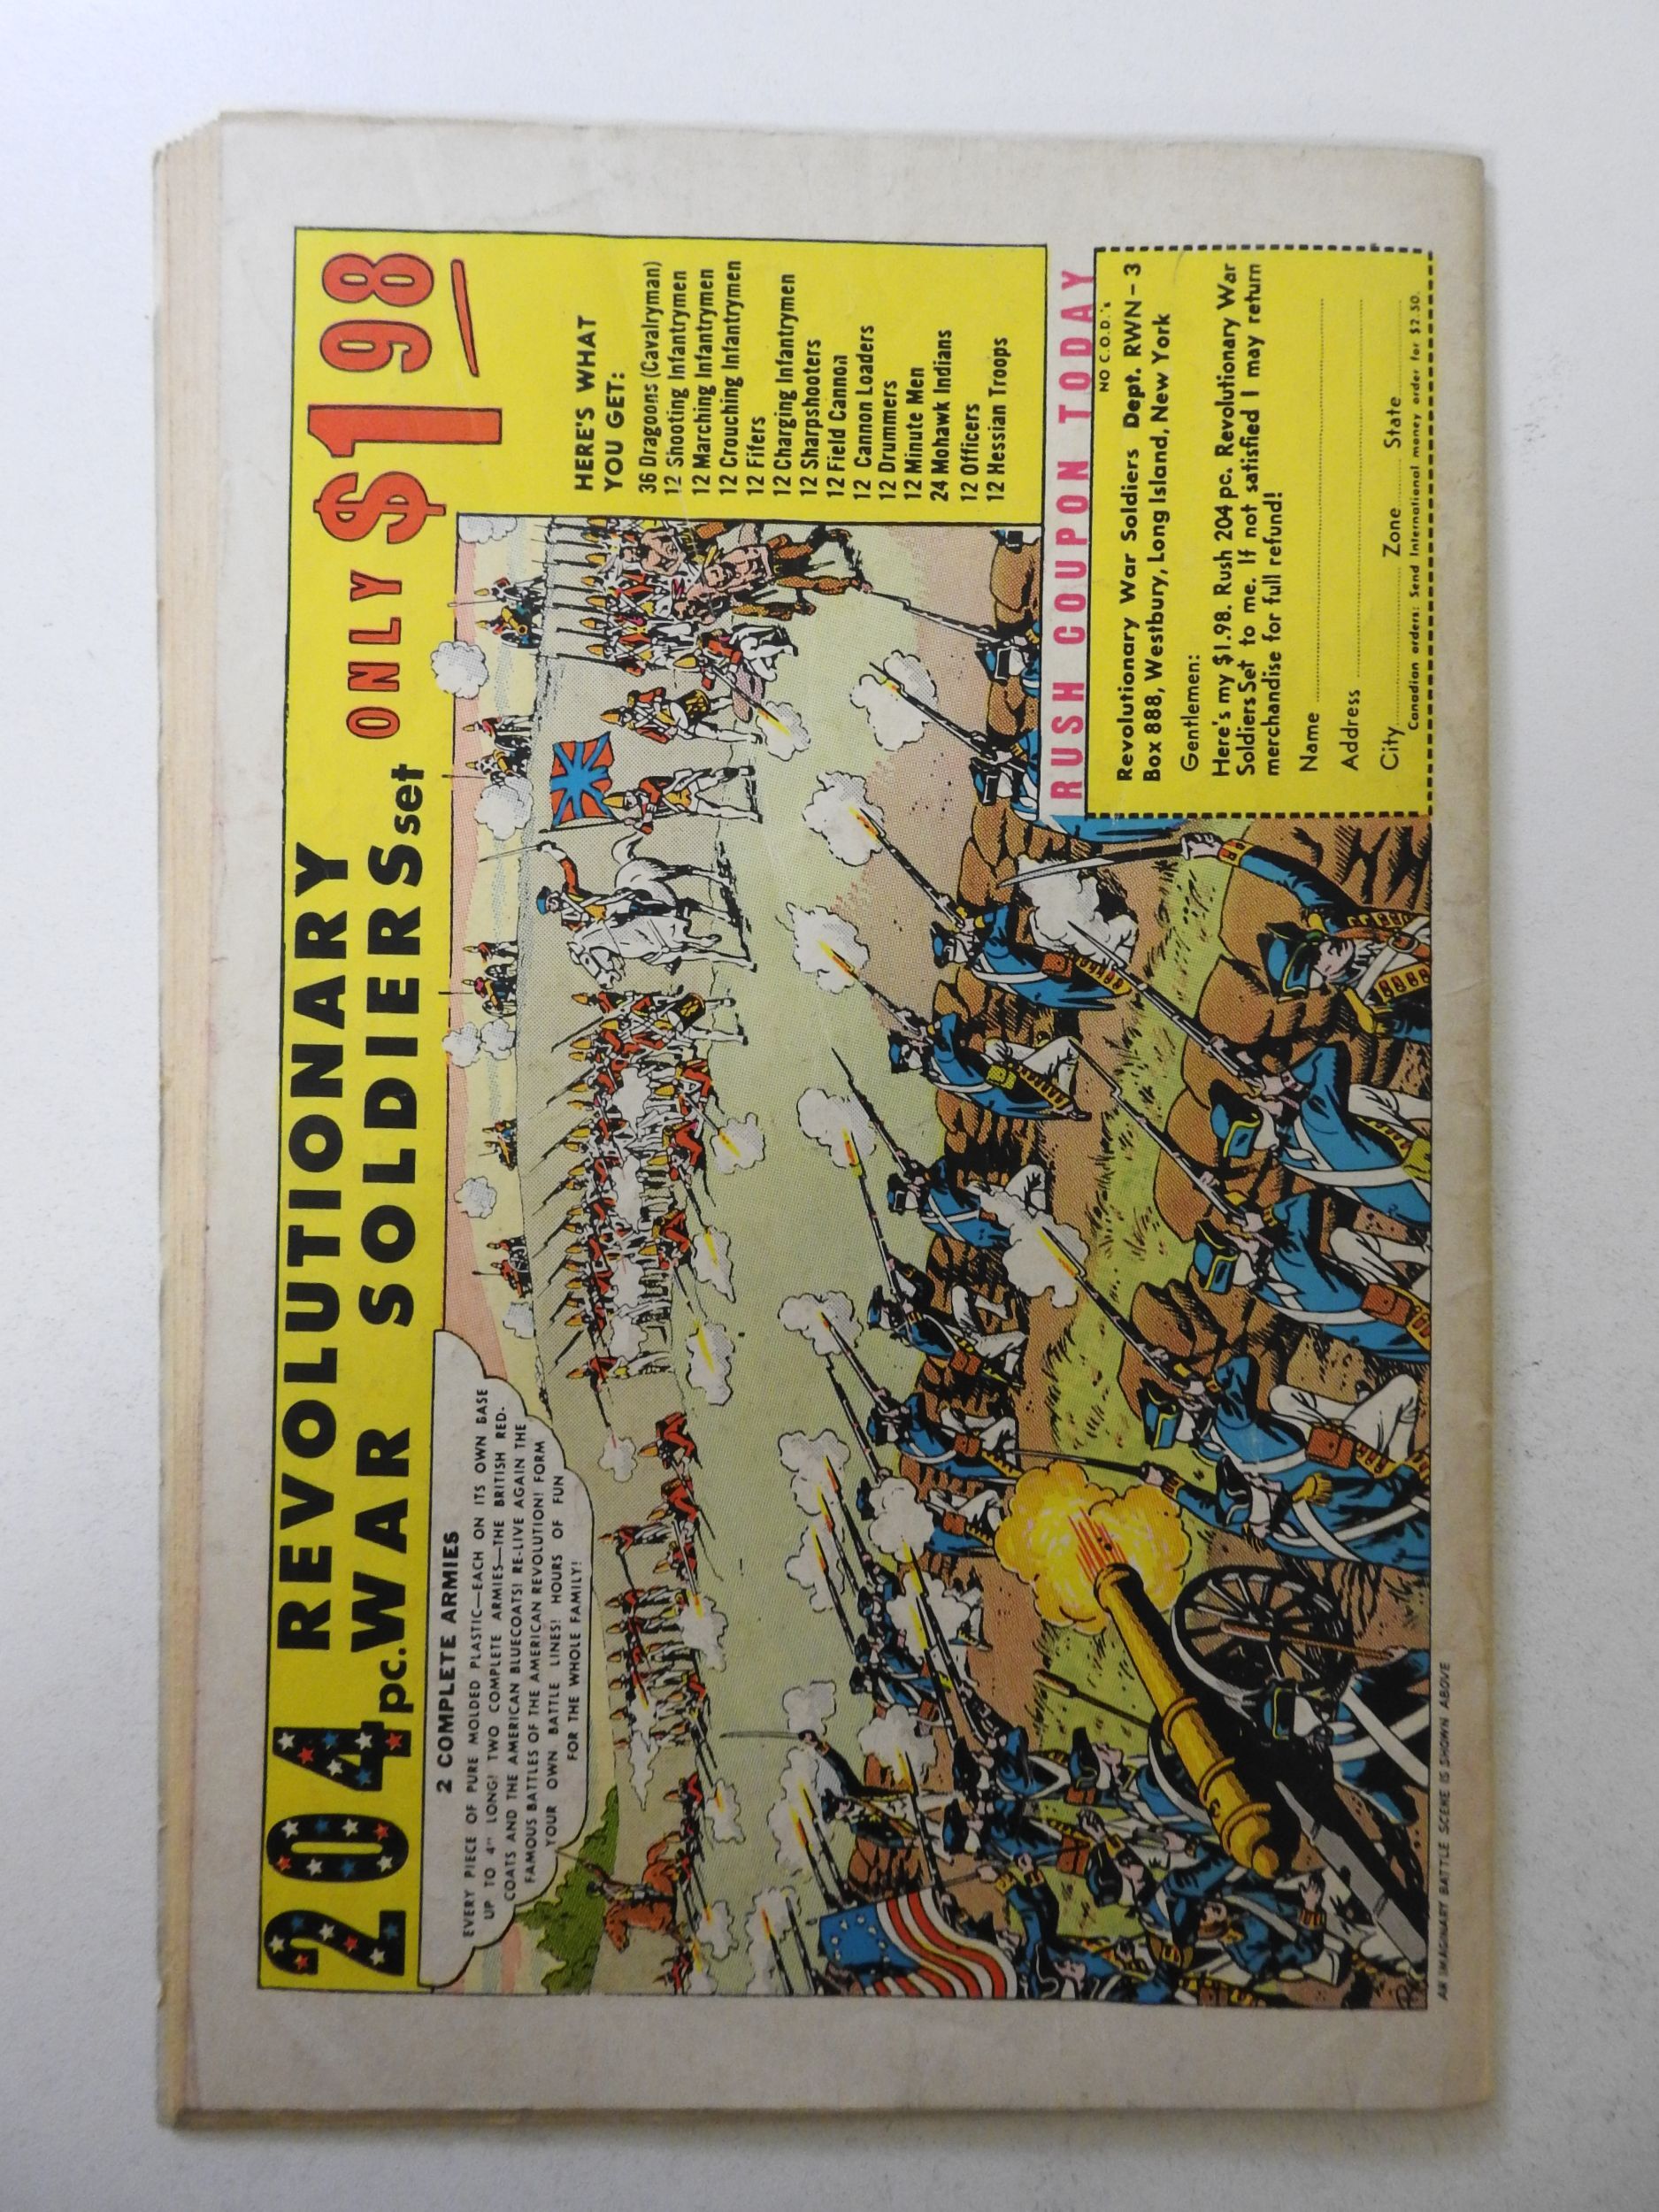 204 REVOLUTIONARY
pc. WAR SOLDIERS set ONLY $1 98
2 COMPLETE ARMIES
EVERY PIECE OF PURE MOLDED PLASTIC—EACH ON ITS OWN BASE
UP TO 4" LONG! TWO COMPLETE ARMIES—THE BRITISH RED-
COATS AND THE AMERICAN BLUECOATS! RE-LIVE AGAIN THE
FAMOUS BATTLES OF THE AMERICAN REVOLUTION! FORM
YOUR OWN BATTLE LINES! HOURS OF FUN
FOR THE WHOLE FAMILY!
HERE'S WHAT
YOU GET:
36 Dragoons (Cavalryman)
12 Shooting Infantrymen
12 Marching Infantrymen
12 Crouching Infantrymen
12 Fifers
12 Charging Infantrymen
12 Sharpshooters
12 Field Cannon
12 Cannon Loaders
12 Drummers
12 Minute Men
24 Mohawk Indians
12 Officers
12 Hessian Troops
RUSH COUPON TODAY
NO C.O.D.'s
Revolutionary War Soldiers Dept. RWN-3
Box 888, Westbury, Long Island, New York
Gentlemen:
Here's my $1.98. Rush 204 pc. Revolutionary War
Soldiers Set to me. If not satisfied I may return
merchandise for full refund!
Name
Address
City Zone State
Canadian orders: Send International money order for $2.50.
AN IMAGINARY BATTLE SCENE IS SHOWN ABOVE